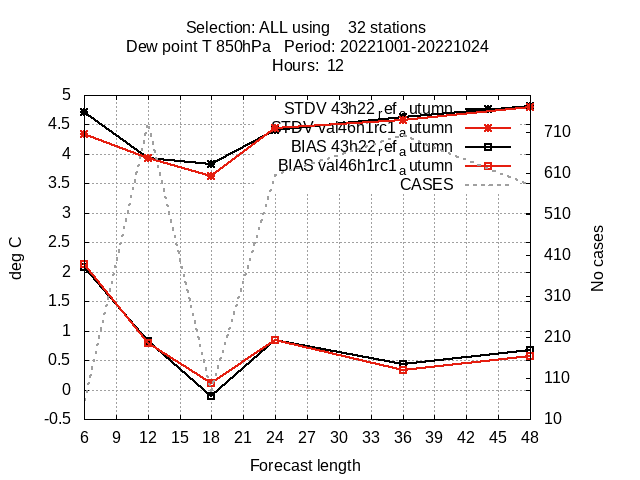 Selection: ALL using    32 stations
Dew point T 850hPa   Period: 20221001-20221024
Hours:  12
STDV 43h22_ref_autumn
STDV val46h1rc1_autumn
BIAS 43h22_ref_autumn
BIAS val46h1rc1_autumn
CASES
5
4.5
4
3.5
3
2.5
2
1.5
1
0.5
0
-0.5
deg C
710
610
510
410
310
210
110
10
No cases
6 9 12 15 18 21 24 27 30 33 36 39 42 45 48
Forecast length